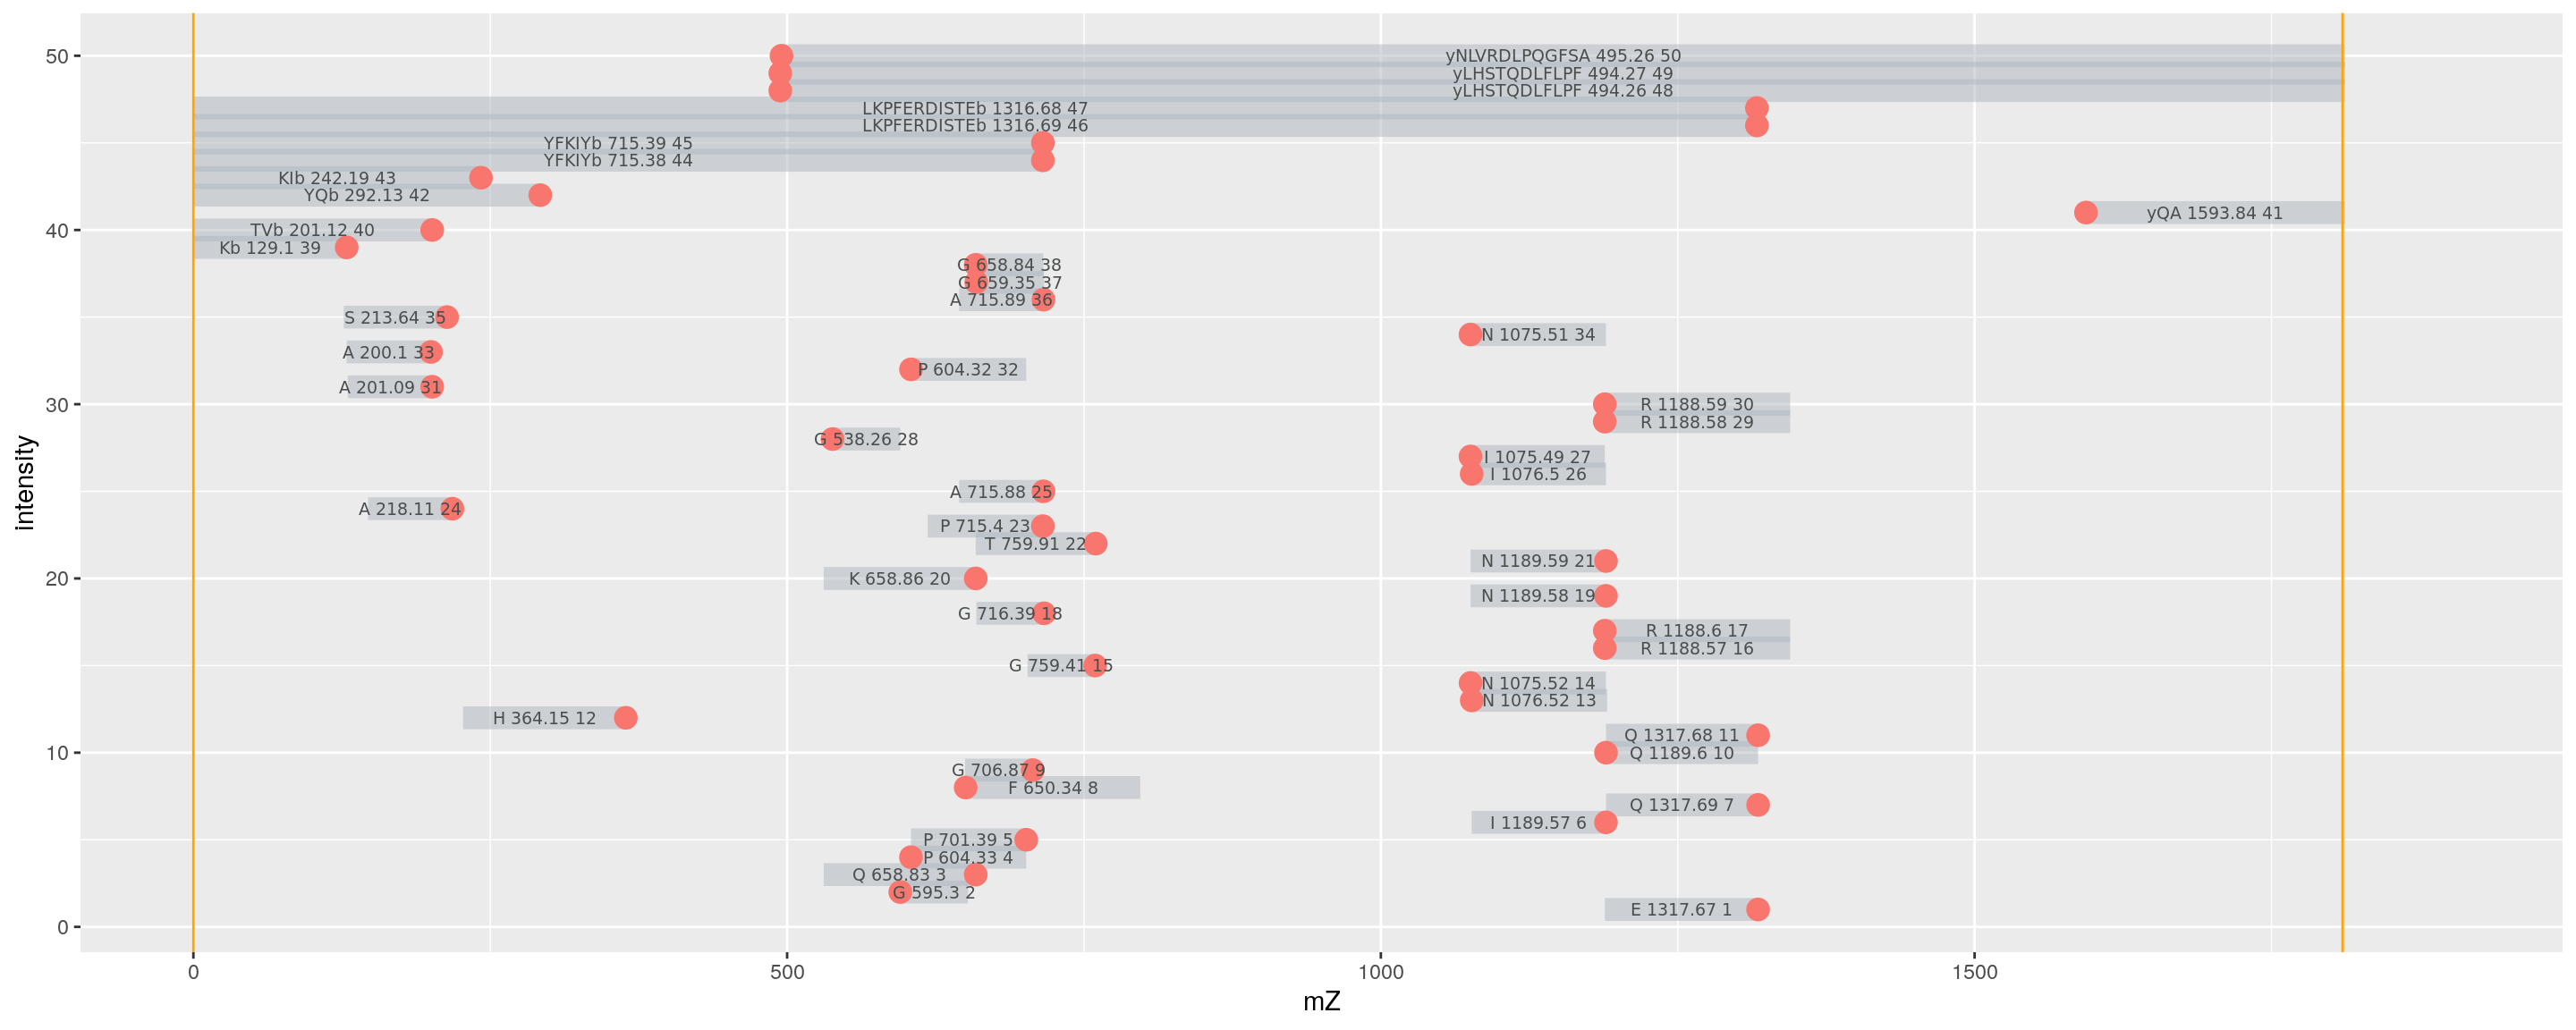 50
40
30
20
10
0
intensity
yNLVRDLPQGFSA 495.26 50
yLHSTQDLFLPF 494.27 49
yLHSTQDLFLPF 494.26 48
LKPFERDISTEb 1316.68 47
LKPFERDISTEb 1316.69 46
YFKIYb 715.39 45
YFKIYb 715.38 44
KIb 242.19 43
YQb 292.13 42
yQA 1593.84 41
TVb 201.12 40
Kb 129.1 39
G 658.84 38
G 659.35 37
A 715.89 36
S 213.64 35
N 1075.51 34
A 200.1 33
P 604.32 32
A 201.09 31
R 1188.59 30
R 1188.58 29
G 538.26 28
I 1075.49 27
I 1076.5 26
A 715.88 25
A 218.11 24
P 715.4 23
T 759.91 22
N 1189.59 21
K 658.86 20
N 1189.58 19
G 716.39 18
R 1188.6 17
R 1188.57 16
G 759.41 15
N 1075.52 14
N 1076.52 13
H 364.15 12
Q 1317.68 11
Q 1189.6 10
G 706.87 9
F 650.34 8
Q 1317.69 7
I 1189.57 6
P 701.39 5
P 604.33 4
Q 658.83 3
G 595.3 2
E 1317.67 1
0
500
1000
1500
mZ